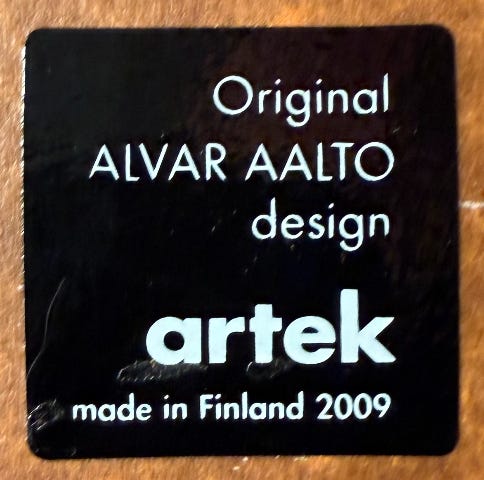 Original
ALVAR AALTO
design
artek
made in Finland 2009